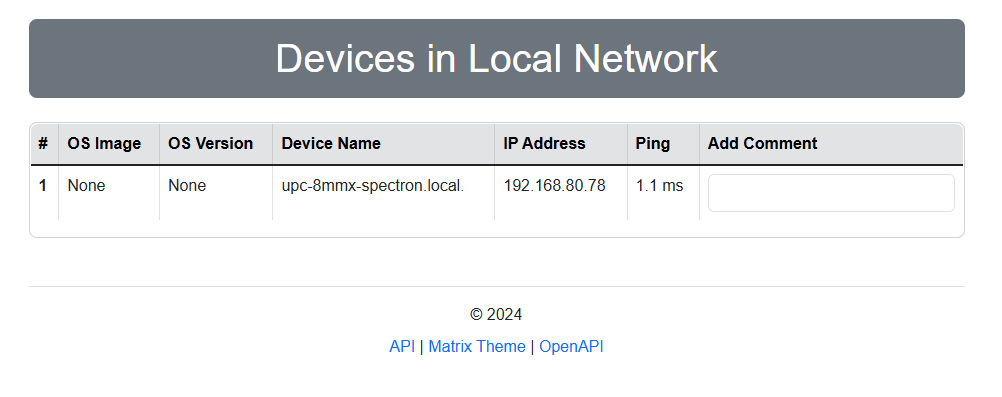 Devices in Local Network
# OS Image OS Version Device Name IP Address Ping Add Comment
1 None None upc-8mmx-spectron.local. 192.168.80.78 1.1 ms
© 2024
API | Matrix Theme | OpenAPI